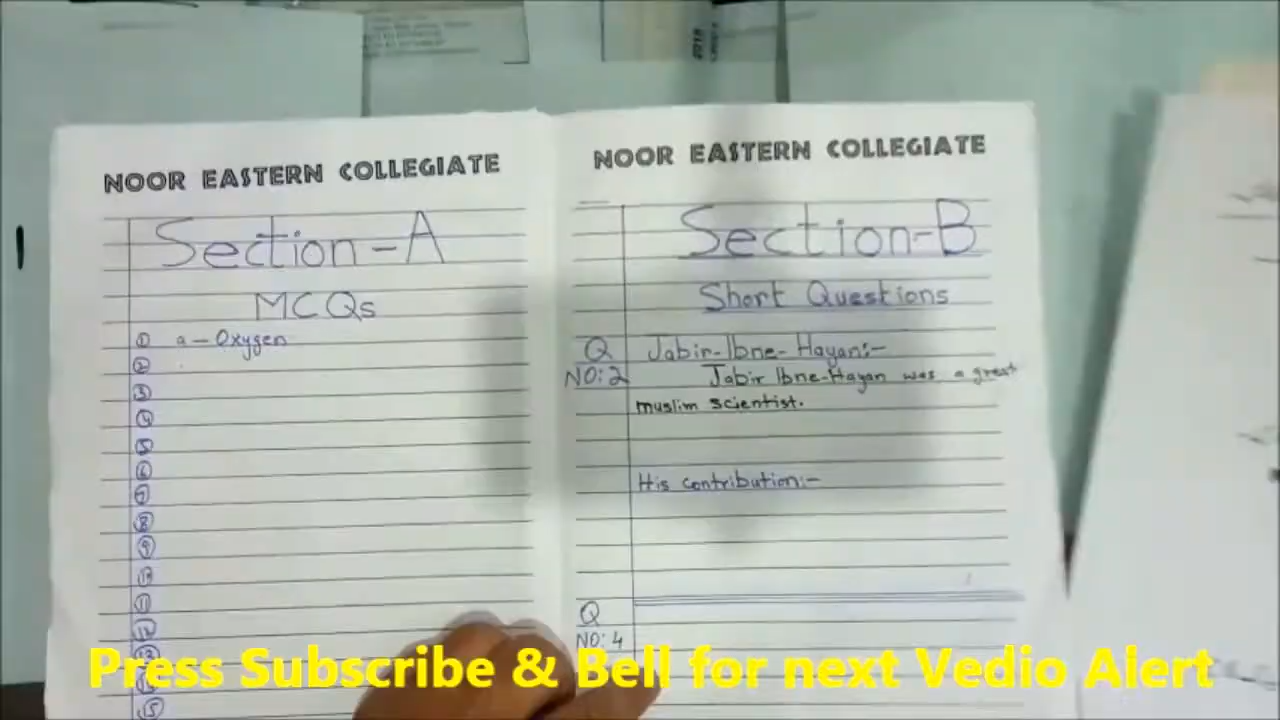 NOOR EASTERN COLLEGIATE
Section-A
MCQs
① a - Oxygen
②
③
④
⑤
⑥
⑦
⑧
⑨
⑩
⑪
⑫
⑬
⑭
⑮
NOOR EASTERN COLLEGIATE
Section-B
Short Questions
Q NO:2
Jabir-Ibne-Hayan:-
Jabir Ibne-Hayan was a great
muslim scientist.
His contribution:-
Q NO:4
Press Subscribe & Bell for next Vedio Alert
2018